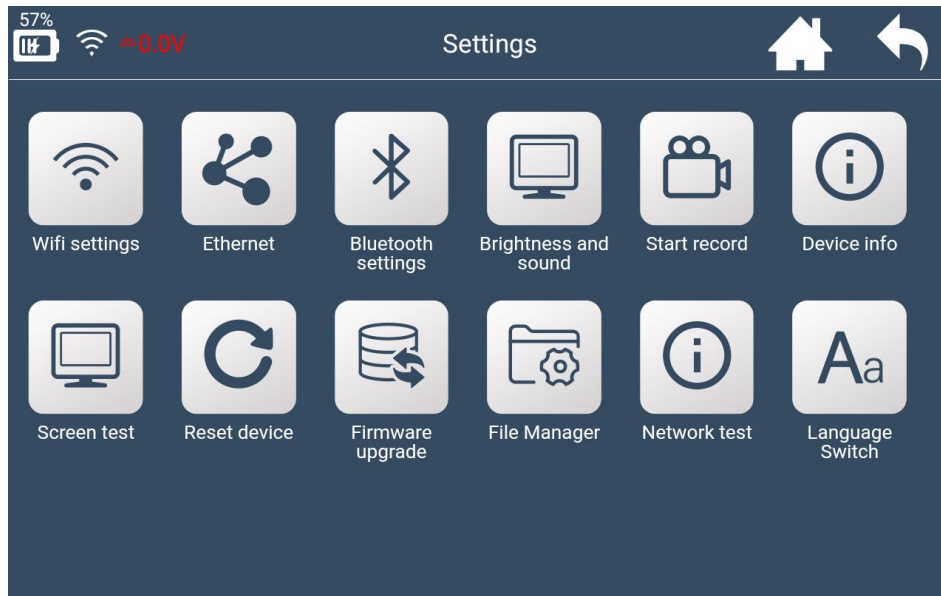 57%
0.0V
Settings
Wifi settings
Ethernet
Bluetooth
settings
Brightness and
sound
Start record
Device info
Screen test
Reset device
Firmware
upgrade
File Manager
Network test
Aa
Language
Switch